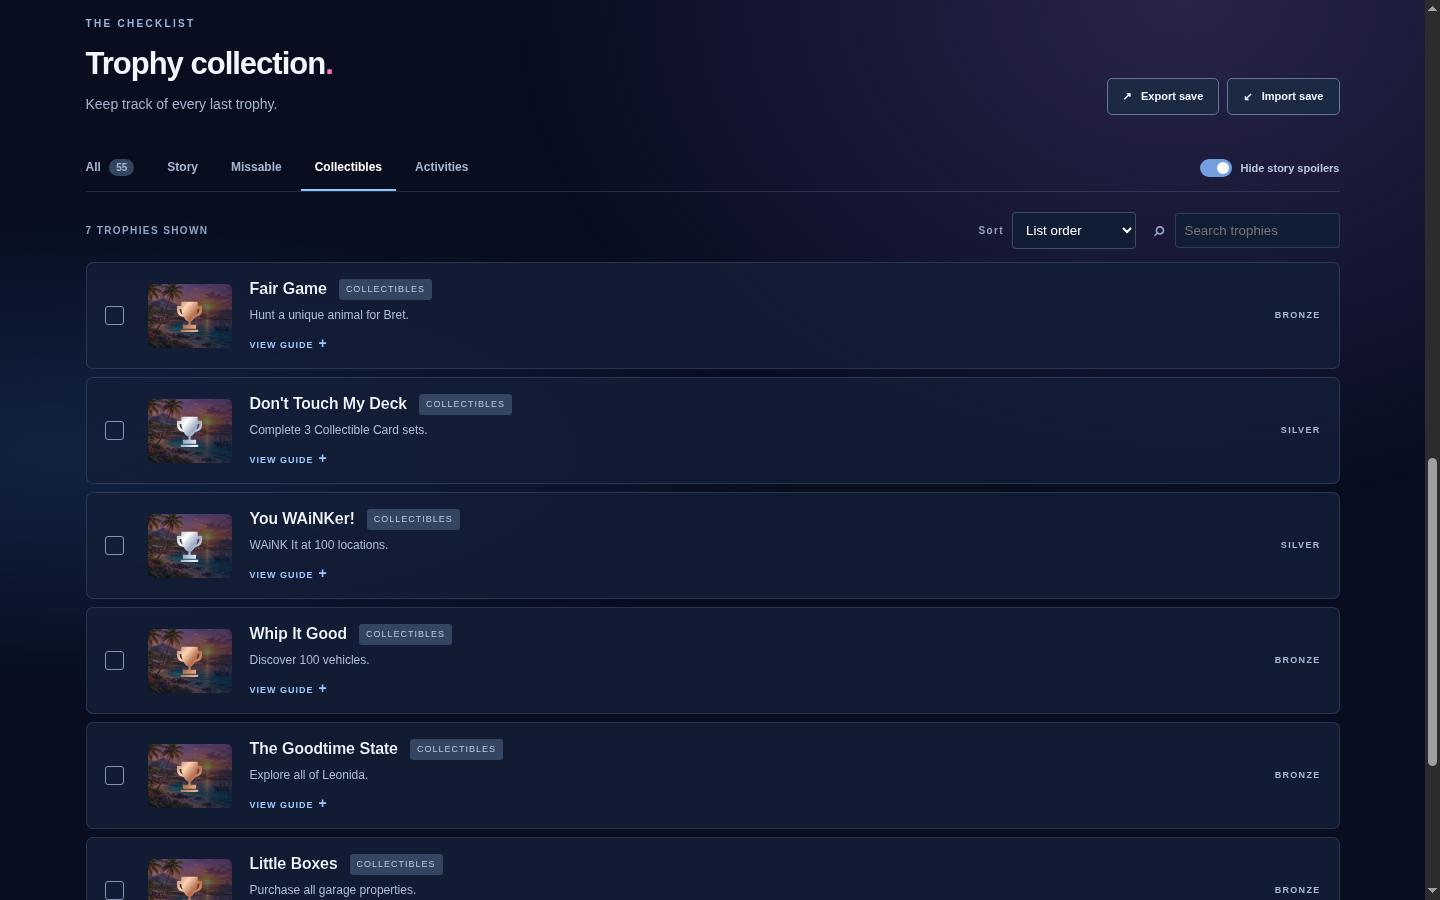 THE CHECKLIST
Trophy collection.
Keep track of every last trophy.
↗ Export save
↙ Import save
All 55 Story Missable Collectibles Activities
Hide story spoilers
7 TROPHIES SHOWN
Sort List order
Search trophies
Fair Game COLLECTIBLES
Hunt a unique animal for Bret.
BRONZE
VIEW GUIDE +
Don't Touch My Deck COLLECTIBLES
Complete 3 Collectible Card sets.
SILVER
VIEW GUIDE +
You WAiNKer! COLLECTIBLES
WAiNK It at 100 locations.
SILVER
VIEW GUIDE +
Whip It Good COLLECTIBLES
Discover 100 vehicles.
BRONZE
VIEW GUIDE +
The Goodtime State COLLECTIBLES
Explore all of Leonida.
BRONZE
VIEW GUIDE +
Little Boxes COLLECTIBLES
Purchase all garage properties.
BRONZE